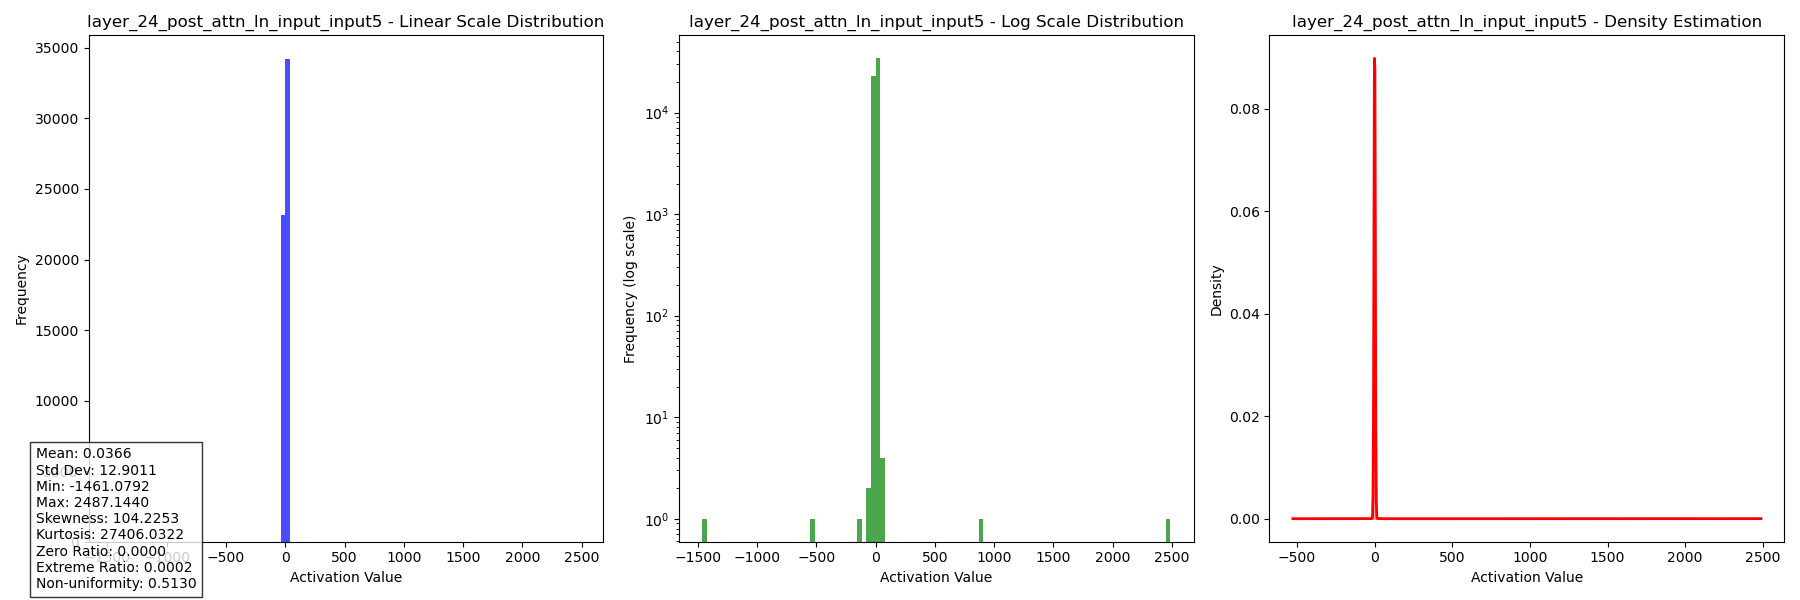 layer_24_post_attn_ln_input_input5 - Linear Scale Distribution
35000
30000
25000
20000
15000
10000
Frequency
−500
0
500
1000
1500
2000
2500
Activation Value
Mean: 0.0366
Std Dev: 12.9011
Min: -1461.0792
Max: 2487.1440
Skewness: 104.2253
Kurtosis: 27406.0322
Zero Ratio: 0.0000
Extreme Ratio: 0.0002
Non-uniformity: 0.5130
layer_24_post_attn_ln_input_input5 - Log Scale Distribution
10^4
10^3
10^2
10^1
10^0
Frequency (log scale)
−1500
−1000
−500
0
500
1000
1500
2000
2500
Activation Value
layer_24_post_attn_ln_input_input5 - Density Estimation
0.08
0.06
0.04
0.02
0.00
Density
−500
0
500
1000
1500
2000
2500
Activation Value